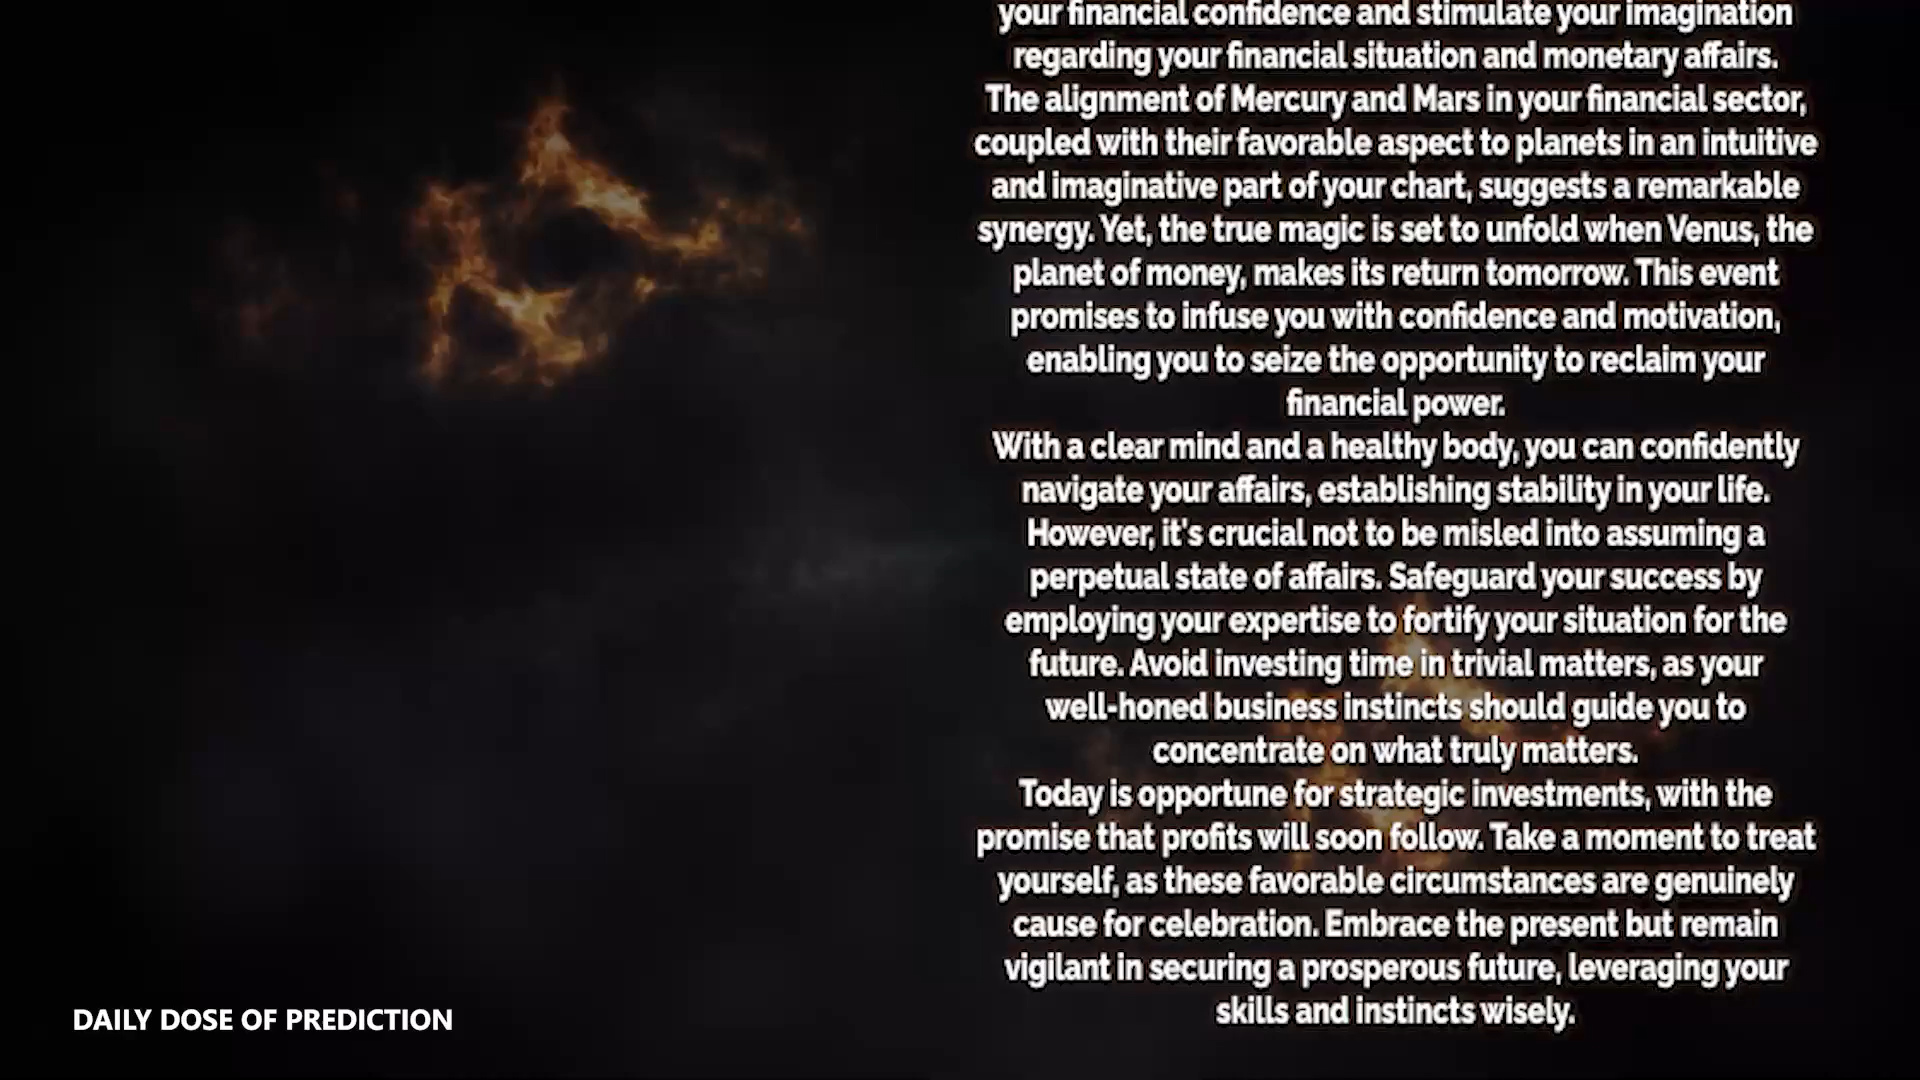 your financial confidence and stimulate your imagination
regarding your financial situation and monetary affairs.
The alignment of Mercury and Mars in your financial sector,
coupled with their favorable aspect to planets in an intuitive
and imaginative part of your chart, suggests a remarkable
synergy. Yet, the true magic is set to unfold when Venus, the
planet of money, makes its return tomorrow. This event
promises to infuse you with confidence and motivation,
enabling you to seize the opportunity to reclaim your
financial power.
With a clear mind and a healthy body, you can confidently
navigate your affairs, establishing stability in your life.
However, it's crucial not to be misled into assuming a
perpetual state of affairs. Safeguard your success by
employing your expertise to fortify your situation for the
future. Avoid investing time in trivial matters, as your
well-honed business instincts should guide you to
concentrate on what truly matters.
Today is opportune for strategic investments, with the
promise that profits will soon follow. Take a moment to treat
yourself, as these favorable circumstances are genuinely
cause for celebration. Embrace the present but remain
vigilant in securing a prosperous future, leveraging your
skills and instincts wisely.
DAILY DOSE OF PREDICTION